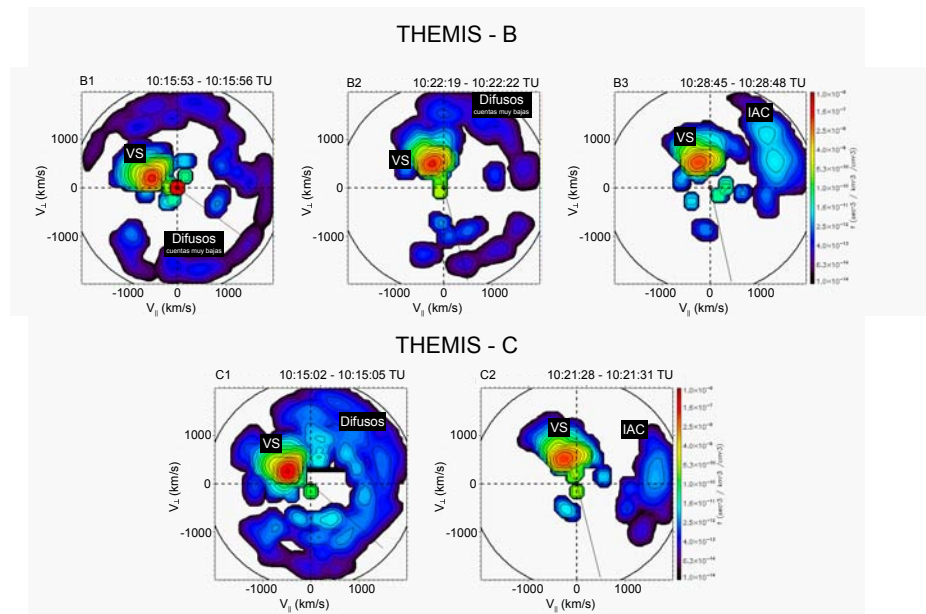 THEMIS - B
B1 10:15:53 - 10:15:56 TU
B2 10:22:19 - 10:22:22 TU
B3 10:28:45 - 10:28:48 TU
VS
Difusos
cuentas muy bajas
VS
Difusos
cuentas muy bajas
VS
IAC
V⊥ (km/s)
1000
0
-1000
1000
0
-1000
1000
0
-1000
-1000 0 1000
-1000 0 1000
-1000 0 1000
V|| (km/s)
V|| (km/s)
V|| (km/s)
THEMIS - C
C1 10:15:02 - 10:15:05 TU
C2 10:21:28 - 10:21:31 TU
VS
Difusos
VS
IAC
V⊥ (km/s)
1000
0
-1000
V⊥ (km/s)
1000
0
-1000
-1000 0 1000
-1000 0 1000
V|| (km/s)
V|| (km/s)